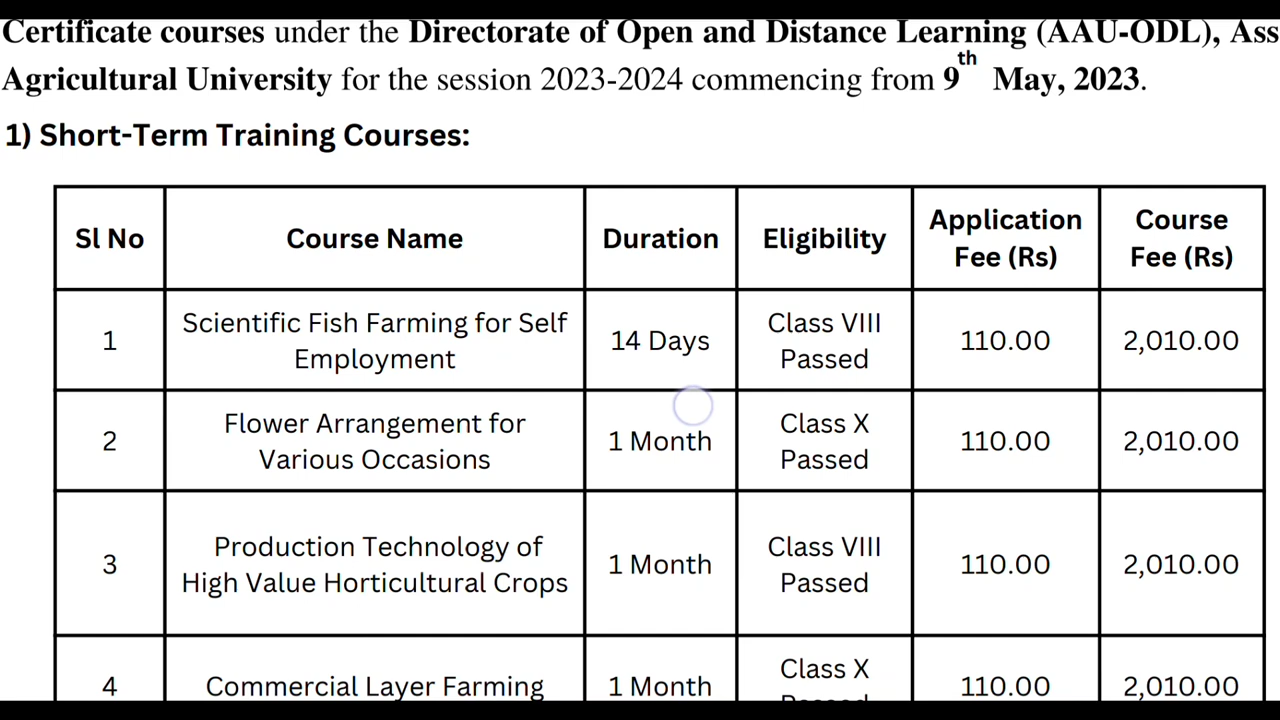 Certificate courses under the Directorate of Open and Distance Learning (AAU-ODL), Ass
Agricultural University for the session 2023-2024 commencing from 9th May, 2023.
1) Short-Term Training Courses:
Sl No
Course Name
Duration
Eligibility
Application
Fee (Rs)
Course
Fee (Rs)
1
Scientific Fish Farming for Self
Employment
14 Days
Class VIII
Passed
110.00
2,010.00
2
Flower Arrangement for
Various Occasions
1 Month
Class X
Passed
110.00
2,010.00
3
Production Technology of
High Value Horticultural Crops
1 Month
Class VIII
Passed
110.00
2,010.00
4
Commercial Layer Farming
1 Month
Class X
Passed
110.00
2,010.00